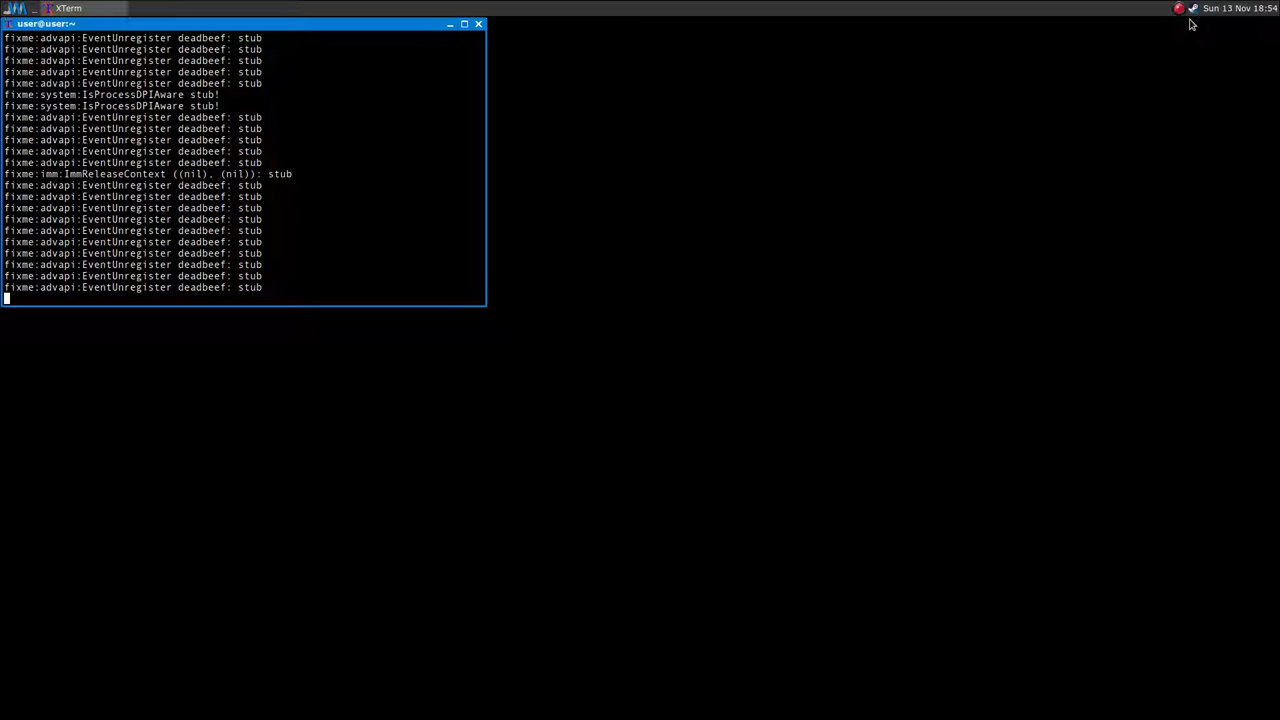 XTerm
Sun 13 Nov 18:54
user@user:~
fixme:advapi:EventUnregister deadbeef: stub
fixme:advapi:EventUnregister deadbeef: stub
fixme:advapi:EventUnregister deadbeef: stub
fixme:advapi:EventUnregister deadbeef: stub
fixme:advapi:EventUnregister deadbeef: stub
fixme:system:IsProcessDPIAware stub!
fixme:system:IsProcessDPIAware stub!
fixme:advapi:EventUnregister deadbeef: stub
fixme:advapi:EventUnregister deadbeef: stub
fixme:advapi:EventUnregister deadbeef: stub
fixme:advapi:EventUnregister deadbeef: stub
fixme:advapi:EventUnregister deadbeef: stub
fixme:imm:ImmReleaseContext ((nil), (nil)): stub
fixme:advapi:EventUnregister deadbeef: stub
fixme:advapi:EventUnregister deadbeef: stub
fixme:advapi:EventUnregister deadbeef: stub
fixme:advapi:EventUnregister deadbeef: stub
fixme:advapi:EventUnregister deadbeef: stub
fixme:advapi:EventUnregister deadbeef: stub
fixme:advapi:EventUnregister deadbeef: stub
fixme:advapi:EventUnregister deadbeef: stub
fixme:advapi:EventUnregister deadbeef: stub
fixme:advapi:EventUnregister deadbeef: stub